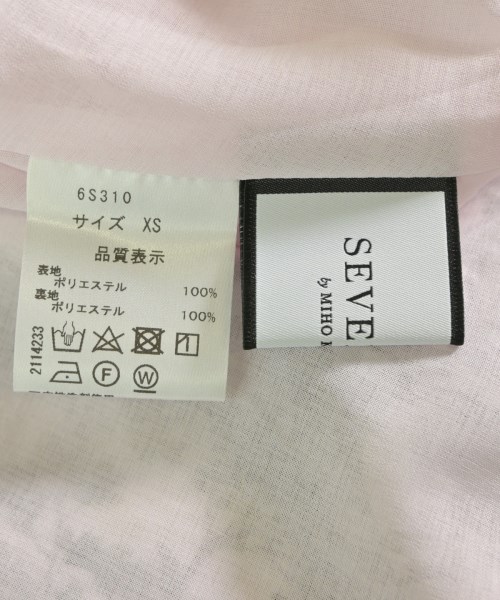 6S310
サイズ XS
品質表示
表地
ポリエステル 100%
裏地
ポリエステル 100%
2114233
F
W
SEVE
by MIHO